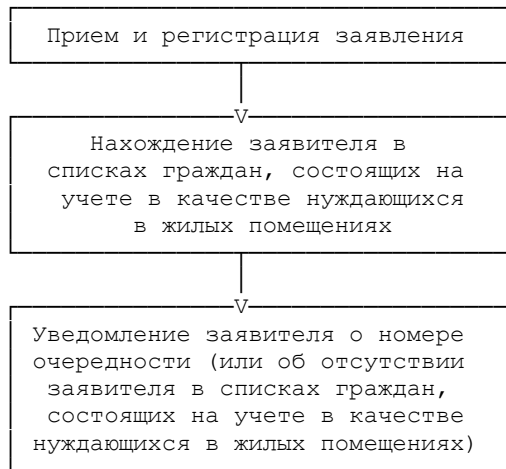 Прием и регистрация заявления
Нахождение заявителя в
списках граждан, состоящих на
учете в качестве нуждающихся
в жилых помещениях
Уведомление заявителя о номере
очередности (или об отсутствии
заявителя в списках граждан,
состоящих на учете в качестве
нуждающихся в жилых помещениях)